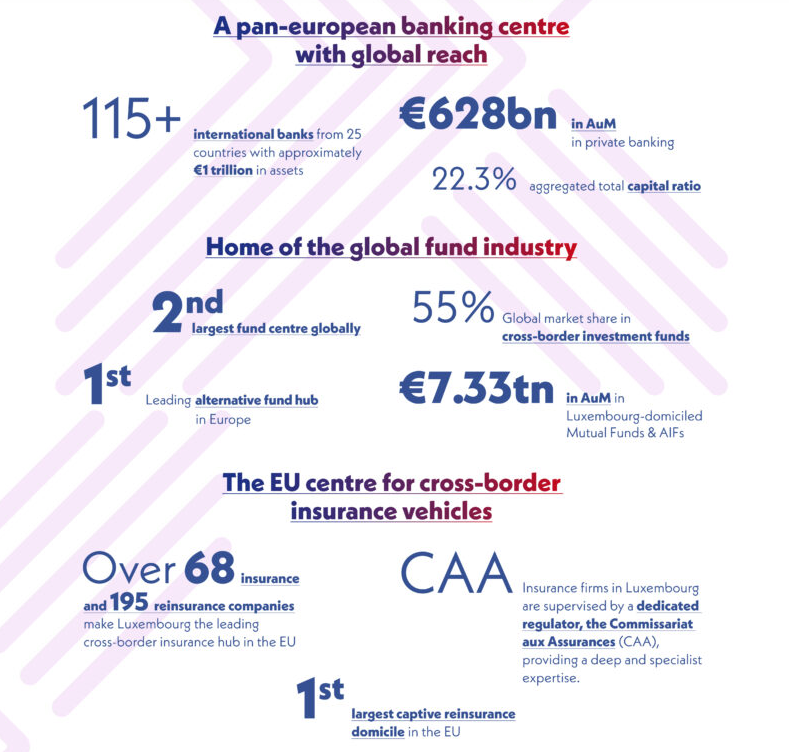 A pan-european banking centre
with global reach
115+
international banks from 25
countries with approximately
€1 trillion in assets
€628bn in AuM
in private banking
22.3% aggregated total capital ratio
Home of the global fund industry
2nd
largest fund centre globally
55% Global market share in
cross-border investment funds
1st
Leading alternative fund hub
in Europe
€7.33tn in AuM in
Luxembourg-domiciled
Mutual Funds & AIFs
The EU centre for cross-border
insurance vehicles
Over 68 insurance
and 195 reinsurance companies
make Luxembourg the leading
cross-border insurance hub in the EU
CAA Insurance firms in Luxembourg
are supervised by a dedicated
regulator, the Commissariat
aux Assurances (CAA),
providing a deep and specialist
expertise.
1st
largest captive reinsurance
domicile in the EU